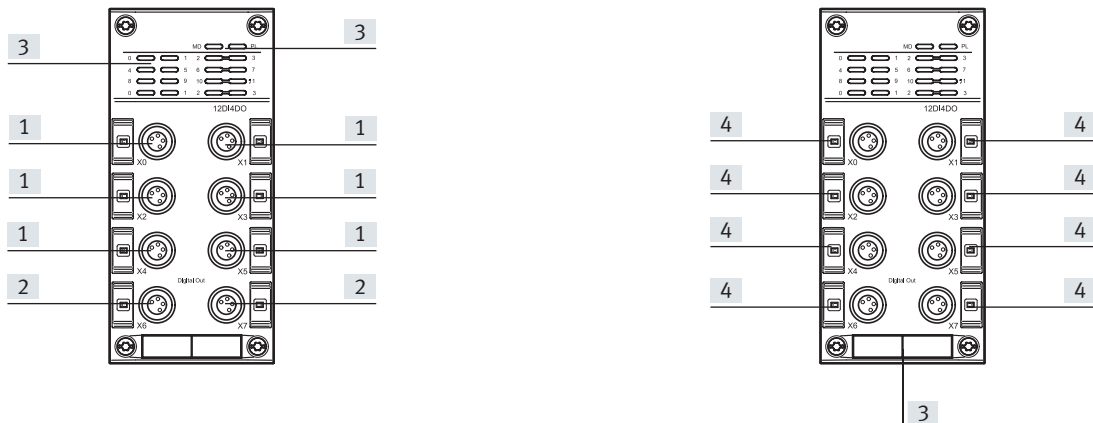 3
3
MD PL
0 1 2 3
4 5 6 7
8 9 10 11
0 1 2 3
12DI4DO
1 X0 X1 1
1 X2 X3 1
1 X4 X5 1
Digital Out
2 X6 X7 2
MD PL
0 1 2 3
4 5 6 7
8 9 10 11
0 1 2 3
12DI4DO
4 X0 X1 4
4 X2 X3 4
4 X4 X5 4
Digital Out
4 X6 X7 4
3